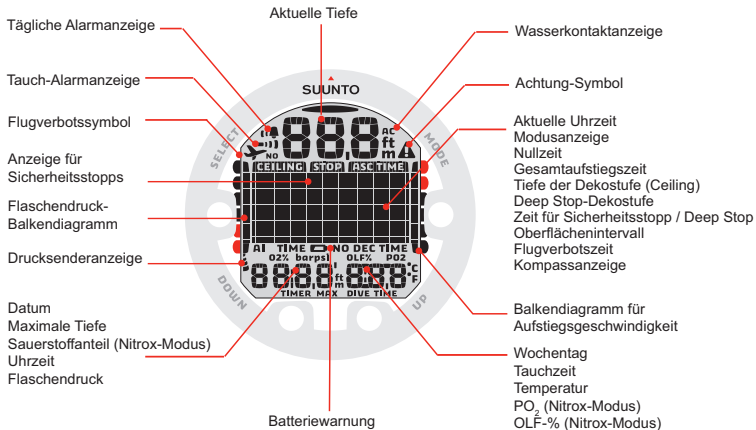 Aktuelle Tiefe
Tägliche Alarmanzeige
Tauch-Alarmanzeige
Flugverbotssymbol
Anzeige für
Sicherheitsstopps
Flaschendruck-
Balkendiagramm
Drucksenderanzeige
Datum
Maximale Tiefe
Sauerstoffanteil (Nitrox-Modus)
Uhrzeit
Flaschendruck
SUUNTO
SELECT
MODE
DOWN
UP
888,8
AC
ft
m
NO
CEILING STOP ASC TIME
AI TIME NO DEC TIME
O2% barpsi OLF% PO2
ft
m
°C
F
TIMER MAX DIVE TIME
Batteriewarnung
Wasserkontaktanzeige
Achtung-Symbol
Aktuelle Uhrzeit
Modusanzeige
Nullzeit
Gesamtaufstiegszeit
Tiefe der Dekostufe (Ceiling)
Deep Stop-Dekostufe
Zeit für Sicherheitsstopp / Deep Stop
Oberflächenintervall
Flugverbotszeit
Kompassanzeige
Balkendiagramm für
Aufstiegsgeschwindigkeit
Wochentag
Tauchzeit
Temperatur
PO₂ (Nitrox-Modus)
OLF-% (Nitrox-Modus)